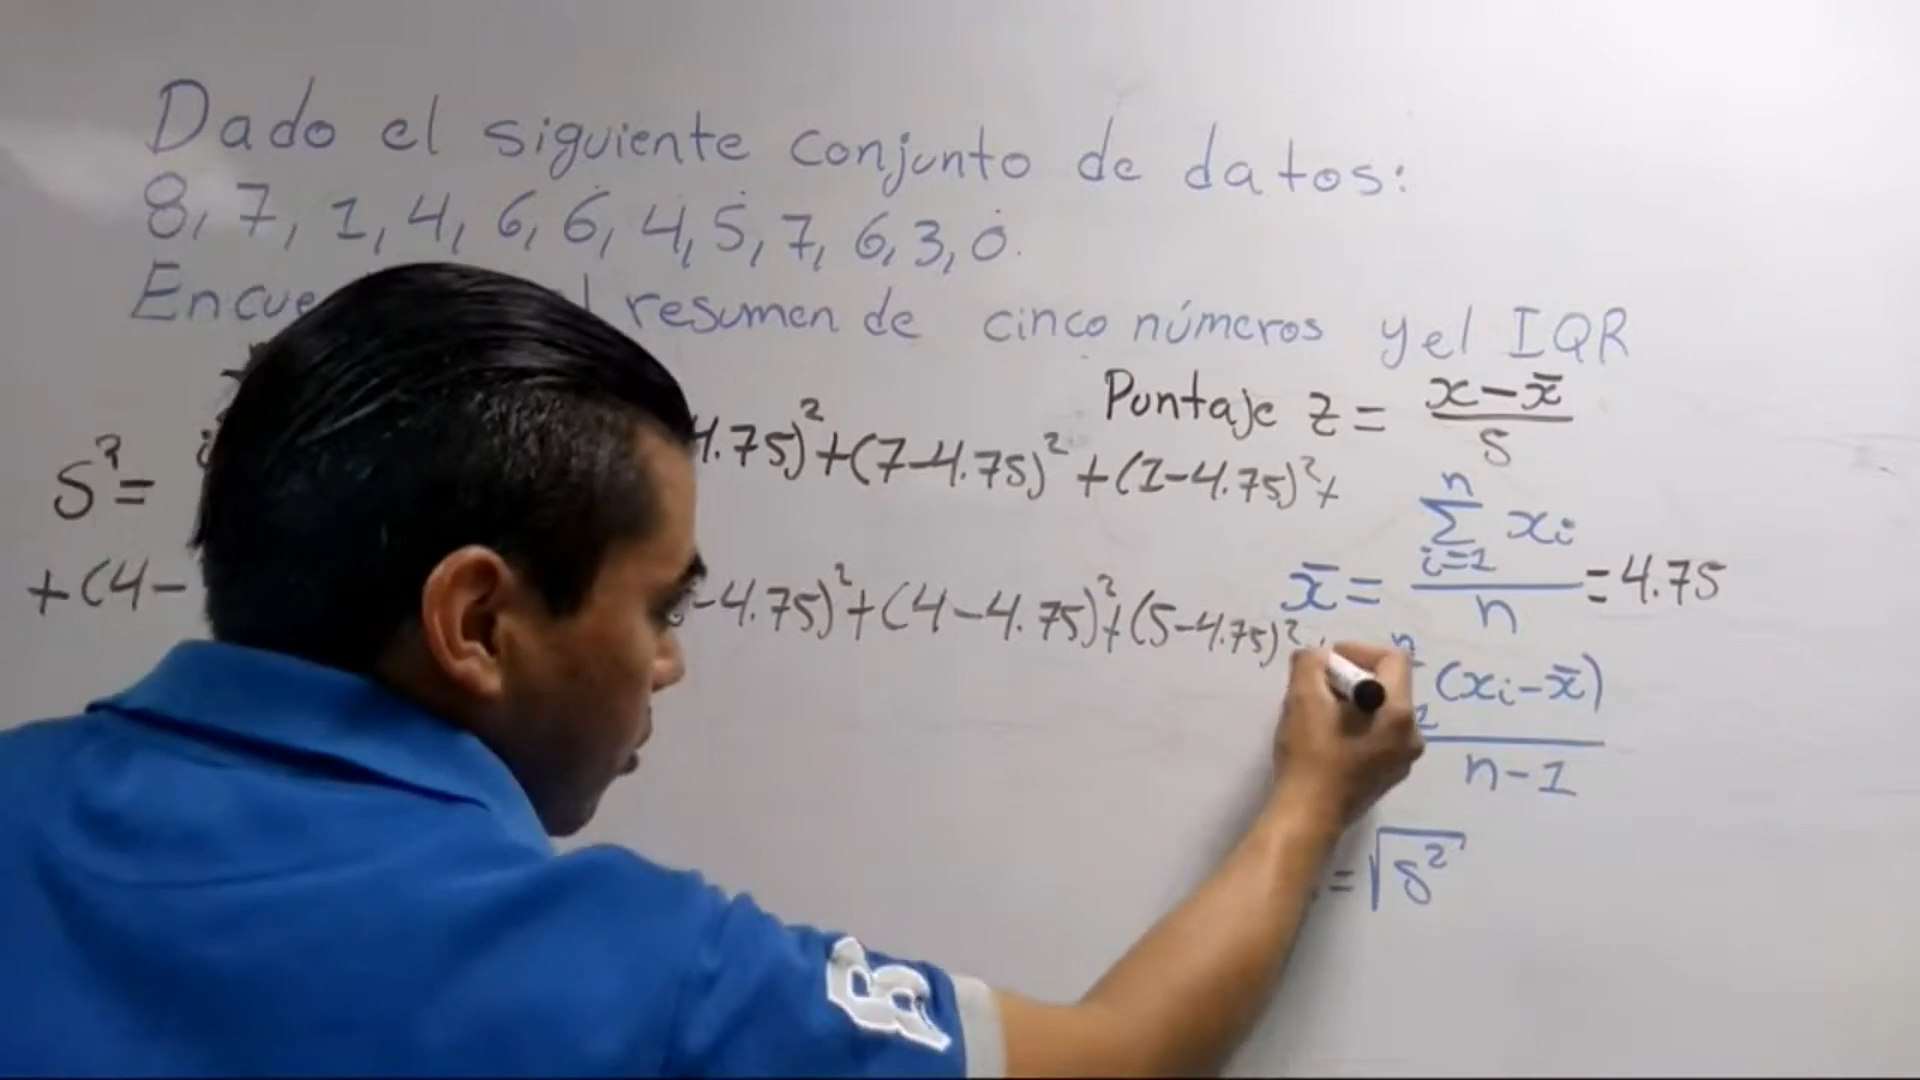 Dado el siguiente conjunto de datos:
8, 7, 1, 4, 6, 6, 4, 5, 7, 6, 3, 0.
resumen de cinco números y el IQR
Puntaje z = x-x̄ / s
s² = 4.75)² + (7-4.75)² + (1-4.75)² +
+ (4- -4.75)² + (4-4.75)² + (5-4.75)²
x̄ = Σ xi / n = 4.75
n
i=1
(xi-x̄)
n-1
= √s²